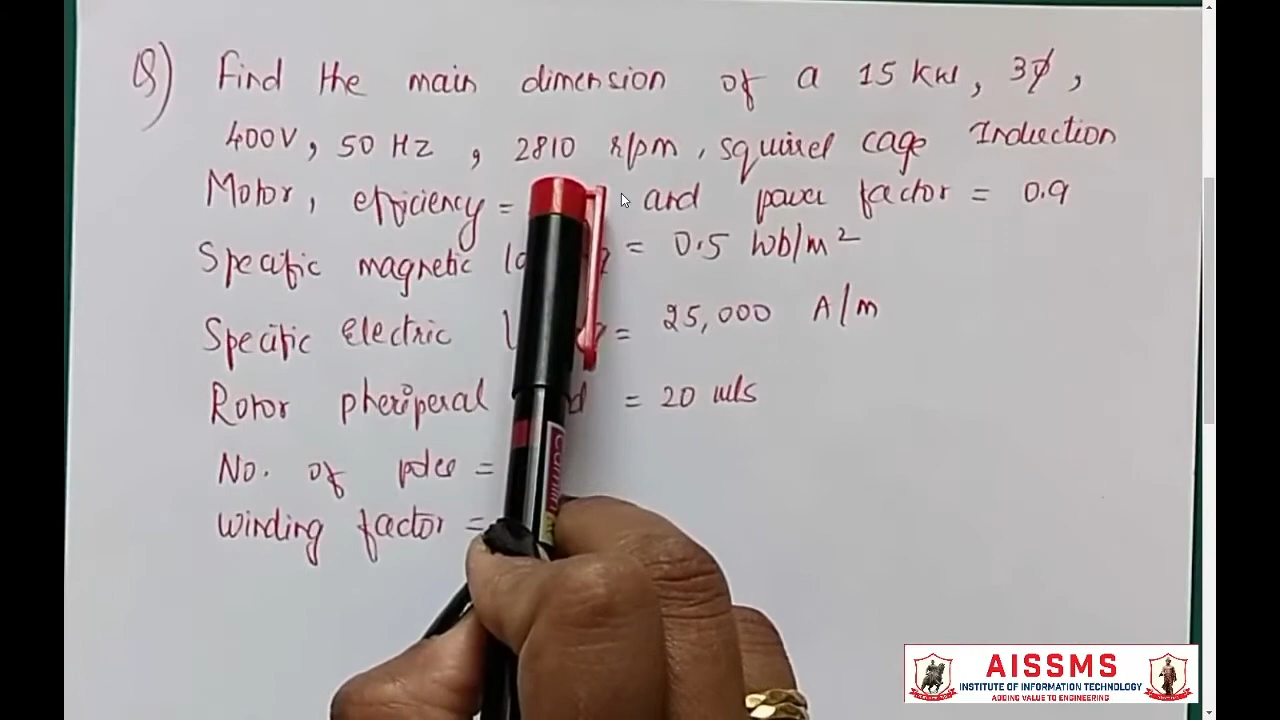 Q) Find the main dimension of a 15 kW, 3φ,
400V, 50 Hz, 2810 r/pm, squirrel cage Induction
Motor, efficiency = and power factor = 0.9
Specific magnetic = 0.5 wb/m²
Specific Electric = 25,000 A/m
Rotor pheriperal = 20 m/s
No. of poles =
Winding factor =
AISSMS
INSTITUTE OF INFORMATION TECHNOLOGY
ADDING VALUE TO ENGINEERING